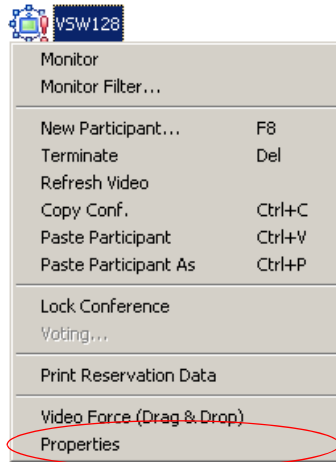 VSW128
Monitor
Monitor Filter...
New Participant... F8
Terminate Del
Refresh Video
Copy Conf. Ctrl+C
Paste Participant Ctrl+V
Paste Participant As Ctrl+P
Lock Conference
Voting...
Print Reservation Data
Video Force (Drag & Drop)
Properties